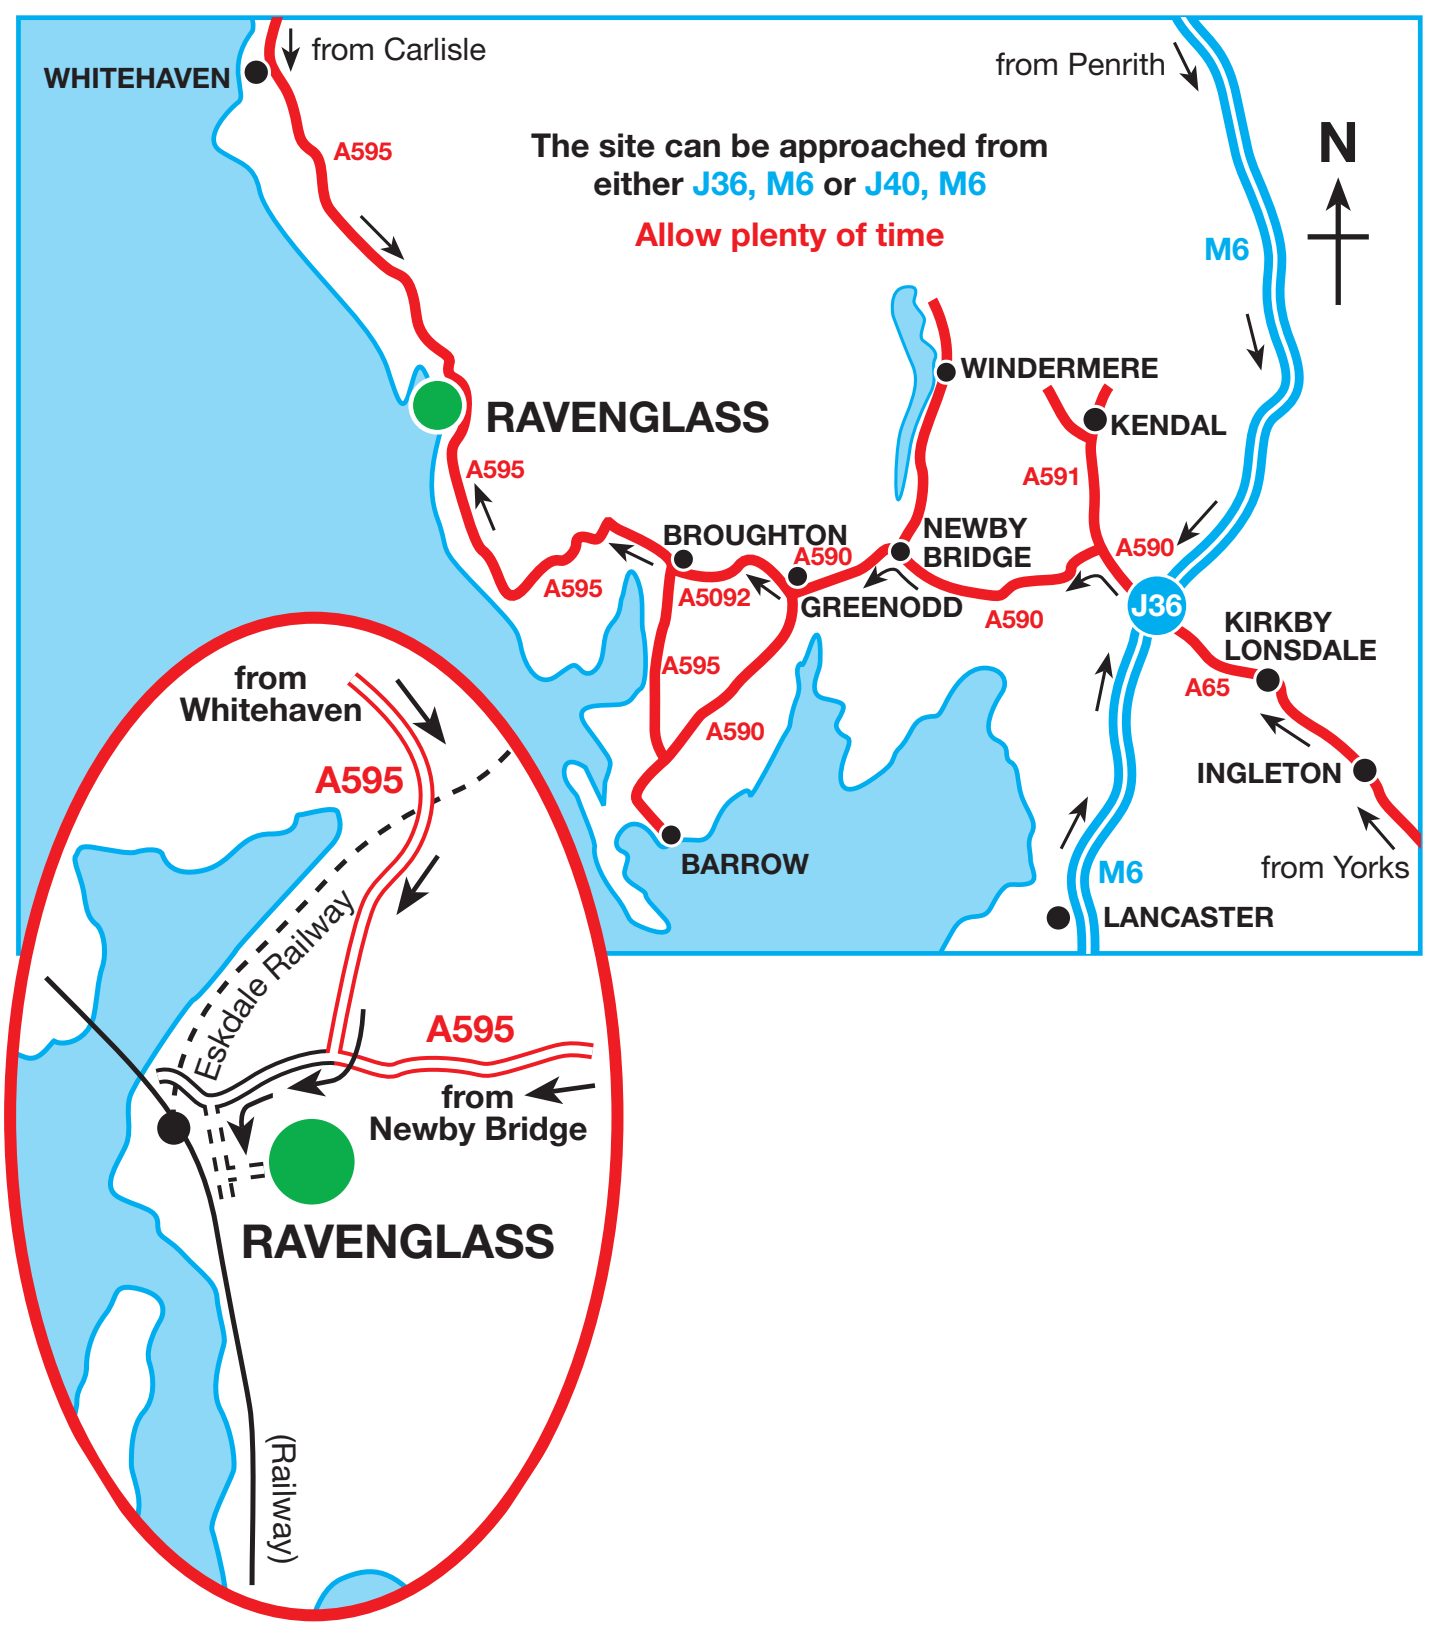 from Carlisle
WHITEHAVEN
from Penrith
A595
The site can be approached from
either J36, M6 or J40, M6
Allow plenty of time
N
M6
WINDERMERE
KENDAL
RAVENGLASS
A595
A591
BROUGHTON
NEWBY
BRIDGE
A590
A590
A595
A5092
GREENODD
A590
J36
KIRKBY
LONSDALE
A595
A65
A590
INGLETON
BARROW
from Yorks
M6
LANCASTER
from
Whitehaven
A595
Eskdale Railway
A595
from
Newby Bridge
RAVENGLASS
(Railway)